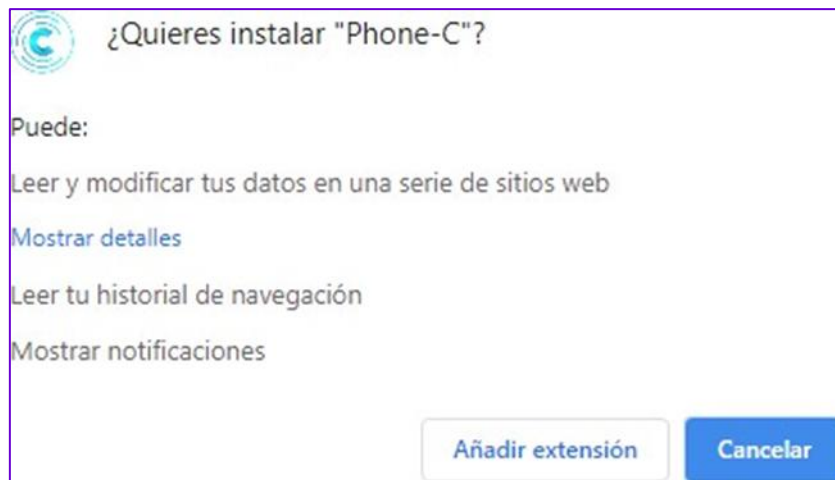 ¿Quieres instalar "Phone-C"?
Puede:
Leer y modificar tus datos en una serie de sitios web
Mostrar detalles
Leer tu historial de navegación
Mostrar notificaciones
Añadir extensión
Cancelar